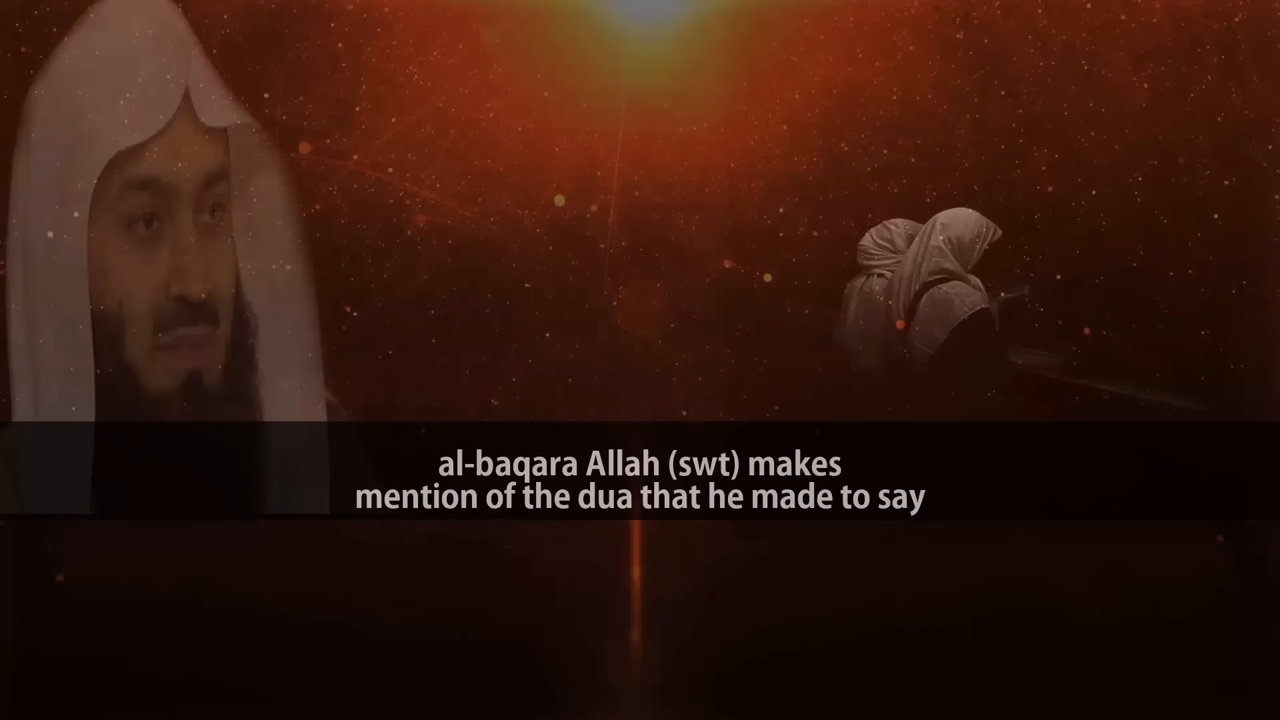 al-baqara Allah (swt) makes
mention of the dua that he made to say